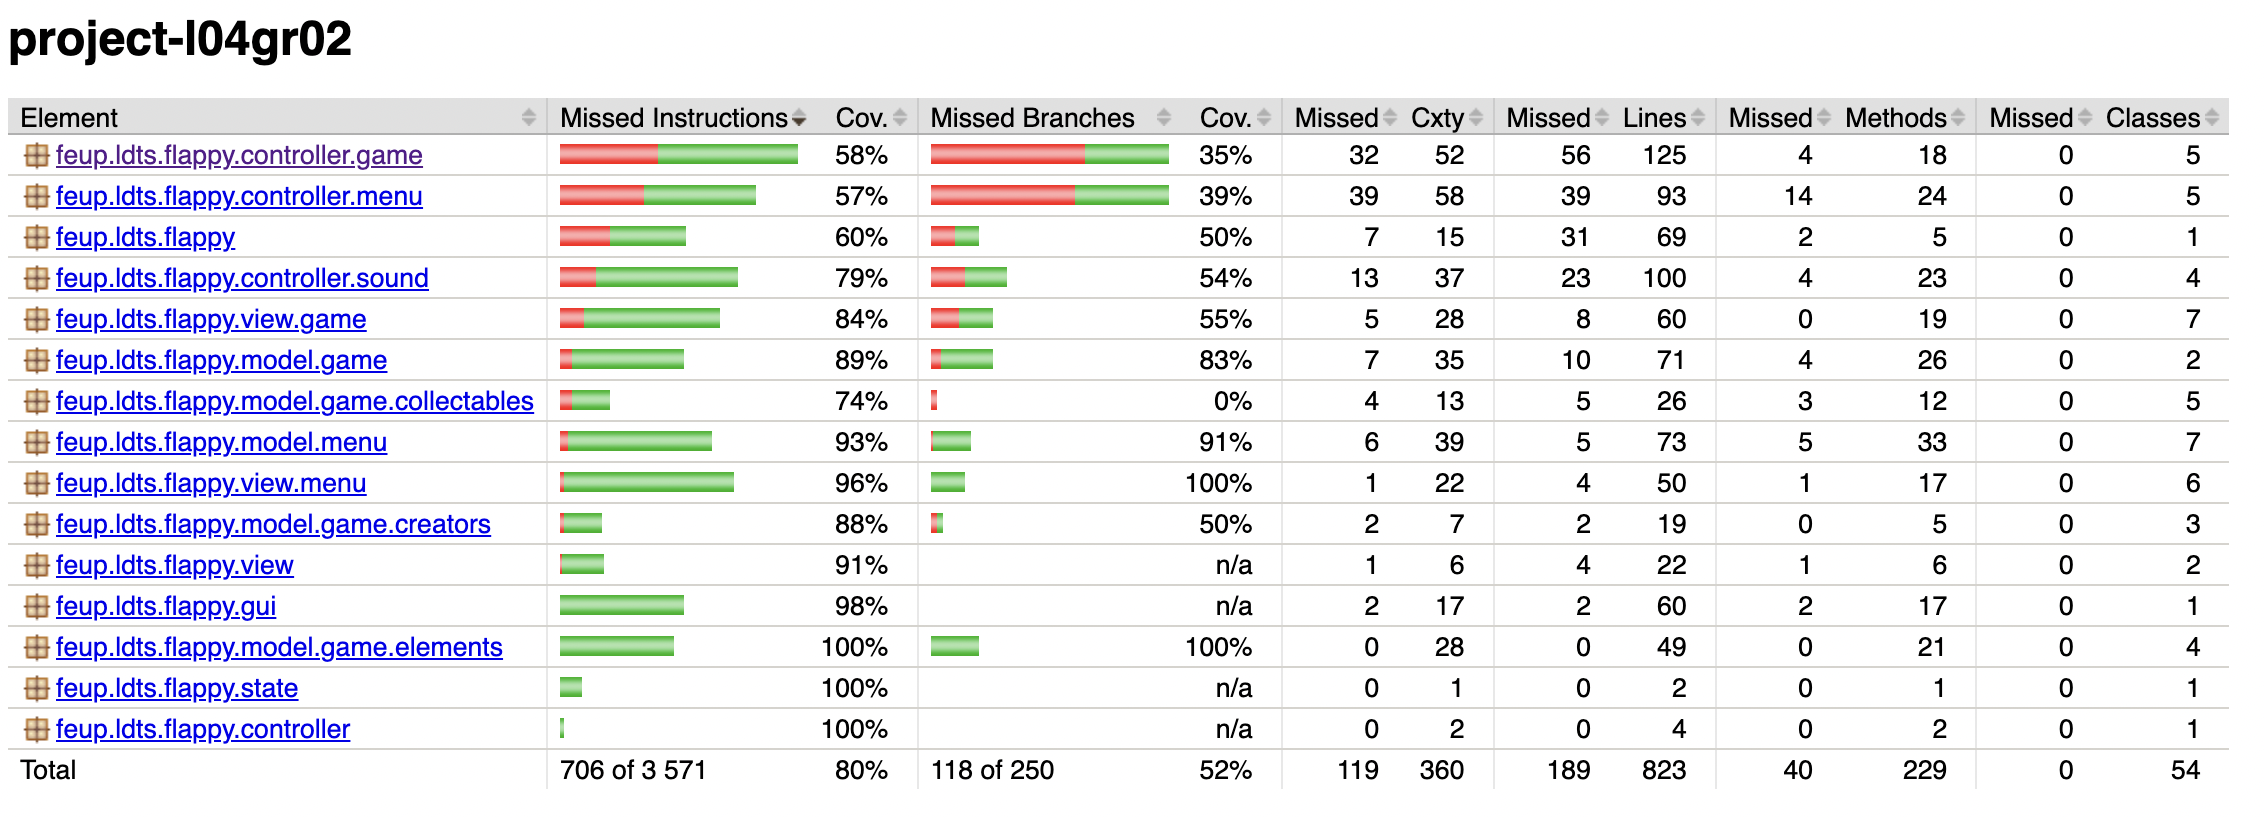 project-l04gr02
Element Missed Instructions Cov. Missed Branches Cov. Missed Cxty Missed Lines Missed Methods Missed Classes
feup.ldts.flappy.controller.game 58% 35% 32 52 56 125 4 18 0 5
feup.ldts.flappy.controller.menu 57% 39% 39 58 39 93 14 24 0 5
feup.ldts.flappy 60% 50% 7 15 31 69 2 5 0 1
feup.ldts.flappy.controller.sound 79% 54% 13 37 23 100 4 23 0 4
feup.ldts.flappy.view.game 84% 55% 5 28 8 60 0 19 0 7
feup.ldts.flappy.model.game 89% 83% 7 35 10 71 4 26 0 2
feup.ldts.flappy.model.game.collectables 74% 0% 4 13 5 26 3 12 0 5
feup.ldts.flappy.model.menu 93% 91% 6 39 5 73 5 33 0 7
feup.ldts.flappy.view.menu 96% 100% 1 22 4 50 1 17 0 6
feup.ldts.flappy.model.game.creators 88% 50% 2 7 2 19 0 5 0 3
feup.ldts.flappy.view 91% n/a 1 6 4 22 1 6 0 2
feup.ldts.flappy.gui 98% n/a 2 17 2 60 2 17 0 1
feup.ldts.flappy.model.game.elements 100% 100% 0 28 0 49 0 21 0 4
feup.ldts.flappy.state 100% n/a 0 1 0 2 0 1 0 1
feup.ldts.flappy.controller 100% n/a 0 2 0 4 0 2 0 1
Total 706 of 3 571 80% 118 of 250 52% 119 360 189 823 40 229 0 54